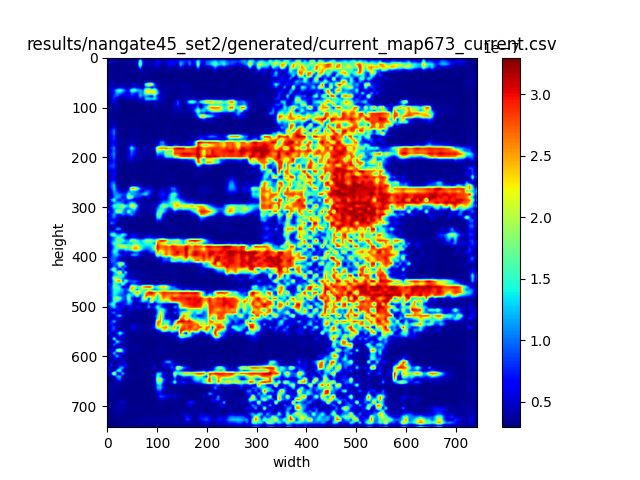 results/nangate45_set2/generated/current_map673_current.csv
1e−7
0
100
200
300
400
500
600
700
height
0 100 200 300 400 500 600 700
width
3.0
2.5
2.0
1.5
1.0
0.5